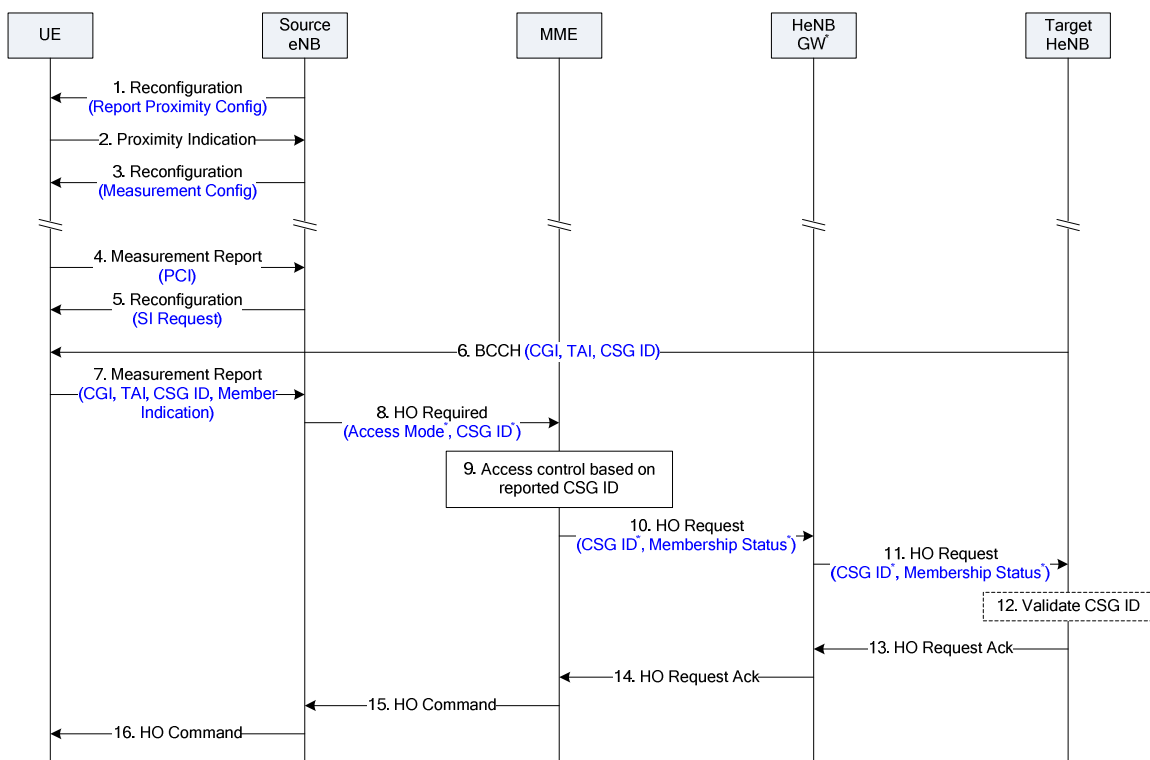 UE
Source
eNB
MME
HeNB
GW*
Target
HeNB
1. Reconfiguration
(Report Proximity Config)
2. Proximity Indication
3. Reconfiguration
(Measurement Config)
4. Measurement Report
(PCI)
5. Reconfiguration
(SI Request)
6. BCCH (CGI, TAI, CSG ID)
7. Measurement Report
(CGI, TAI, CSG ID, Member
Indication)
8. HO Required
(Access Mode*, CSG ID*)
9. Access control based on
reported CSG ID
10. HO Request
(CSG ID*, Membership Status*)
11. HO Request
(CSG ID*, Membership Status*)
12. Validate CSG ID
13. HO Request Ack
14. HO Request Ack
15. HO Command
16. HO Command